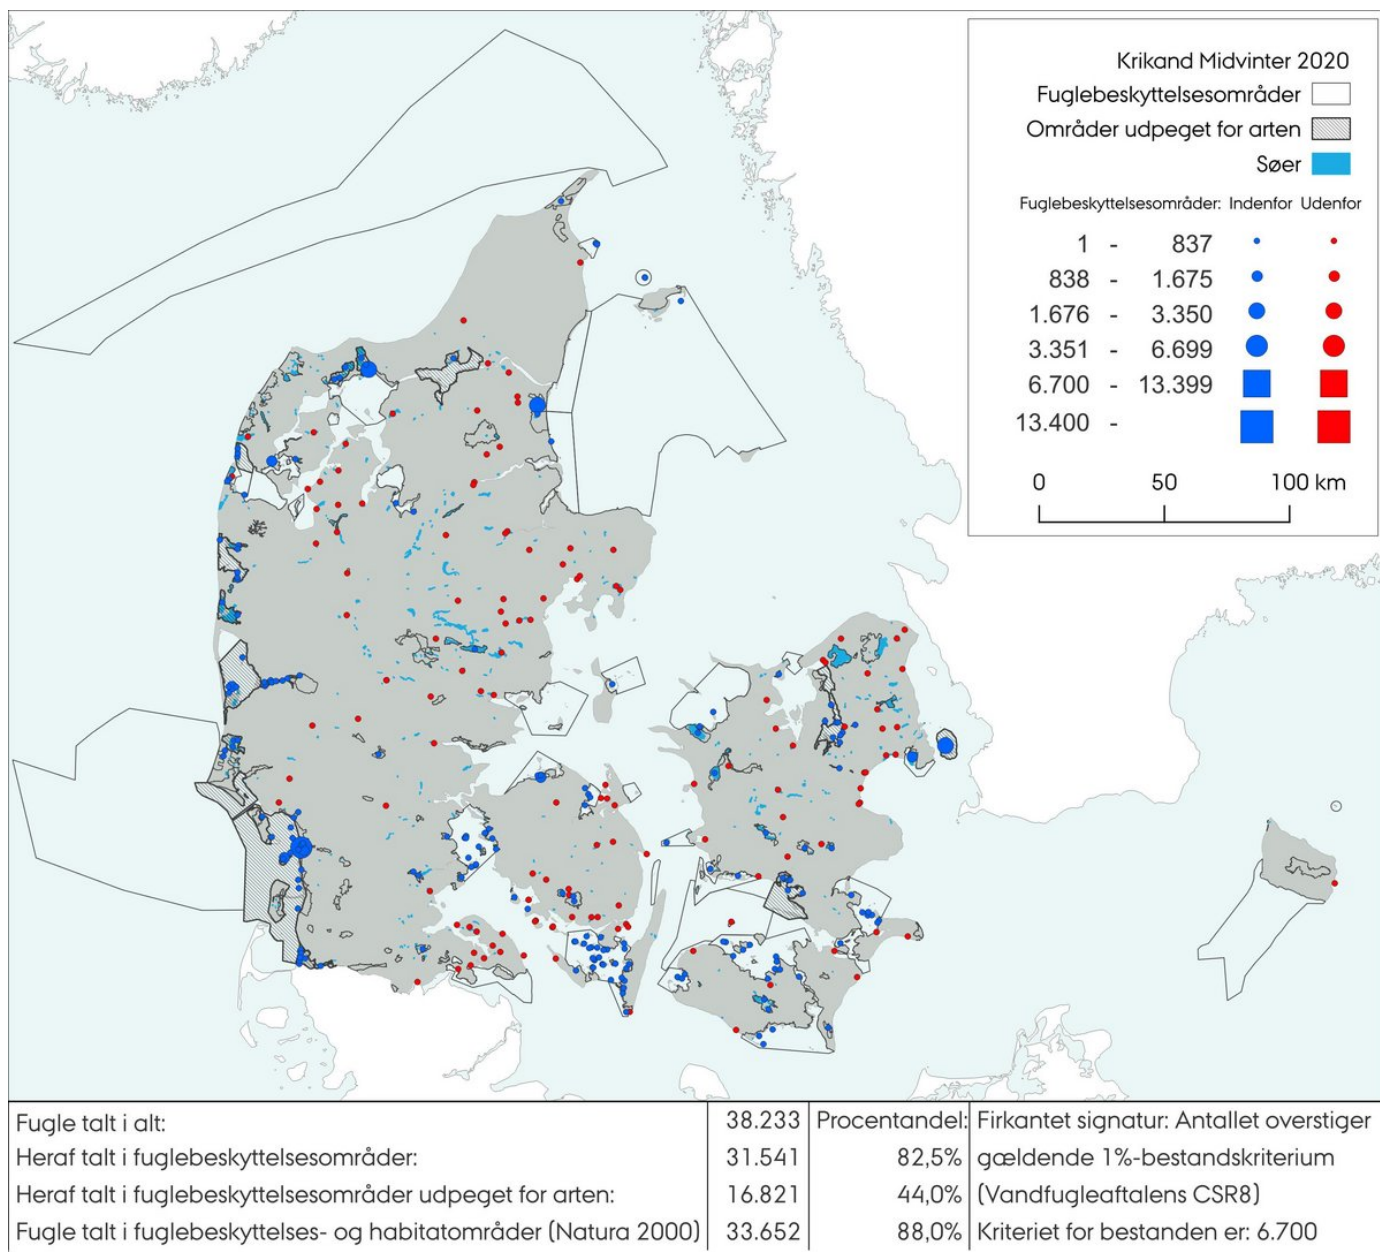 Krikand Midvinter 2020
Fuglebeskyttelsesområder
Områder udpeget for arten
Søer
Fuglebeskyttelsesområder: Indenfor Udenfor
1 - 837
838 - 1.675
1.676 - 3.350
3.351 - 6.699
6.700 - 13.399
13.400 -
0 50 100 km
Fugle talt i alt: 38.233 Procentandel: Firkantet signatur: Antallet overstiger
Heraf talt i fuglebeskyttelsesområder: 31.541 82,5% gældende 1%-bestandskriterium
Heraf talt i fuglebeskyttelsesområder udpeget for arten: 16.821 44,0% (Vandfugleaftalens CSR8)
Fugle talt i fuglebeskyttelses- og habitatområder (Natura 2000) 33.652 88,0% Kriteriet for bestanden er: 6.700